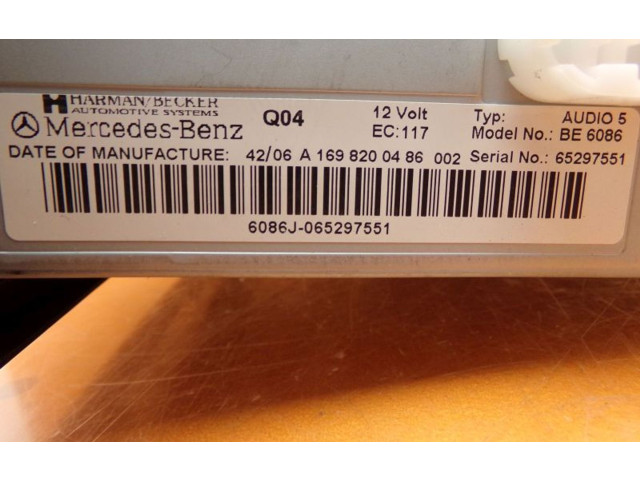 HARMAN/BECKER
AUTOMOTIVE SYSTEMS
Mercedes-Benz Q04 12 Volt Typ: AUDIO 5
EC:117 Model No.: BE 6086
DATE OF MANUFACTURE: 42/06 A 169 820 04 86 002 Serial No.: 65297551
6086J-065297551